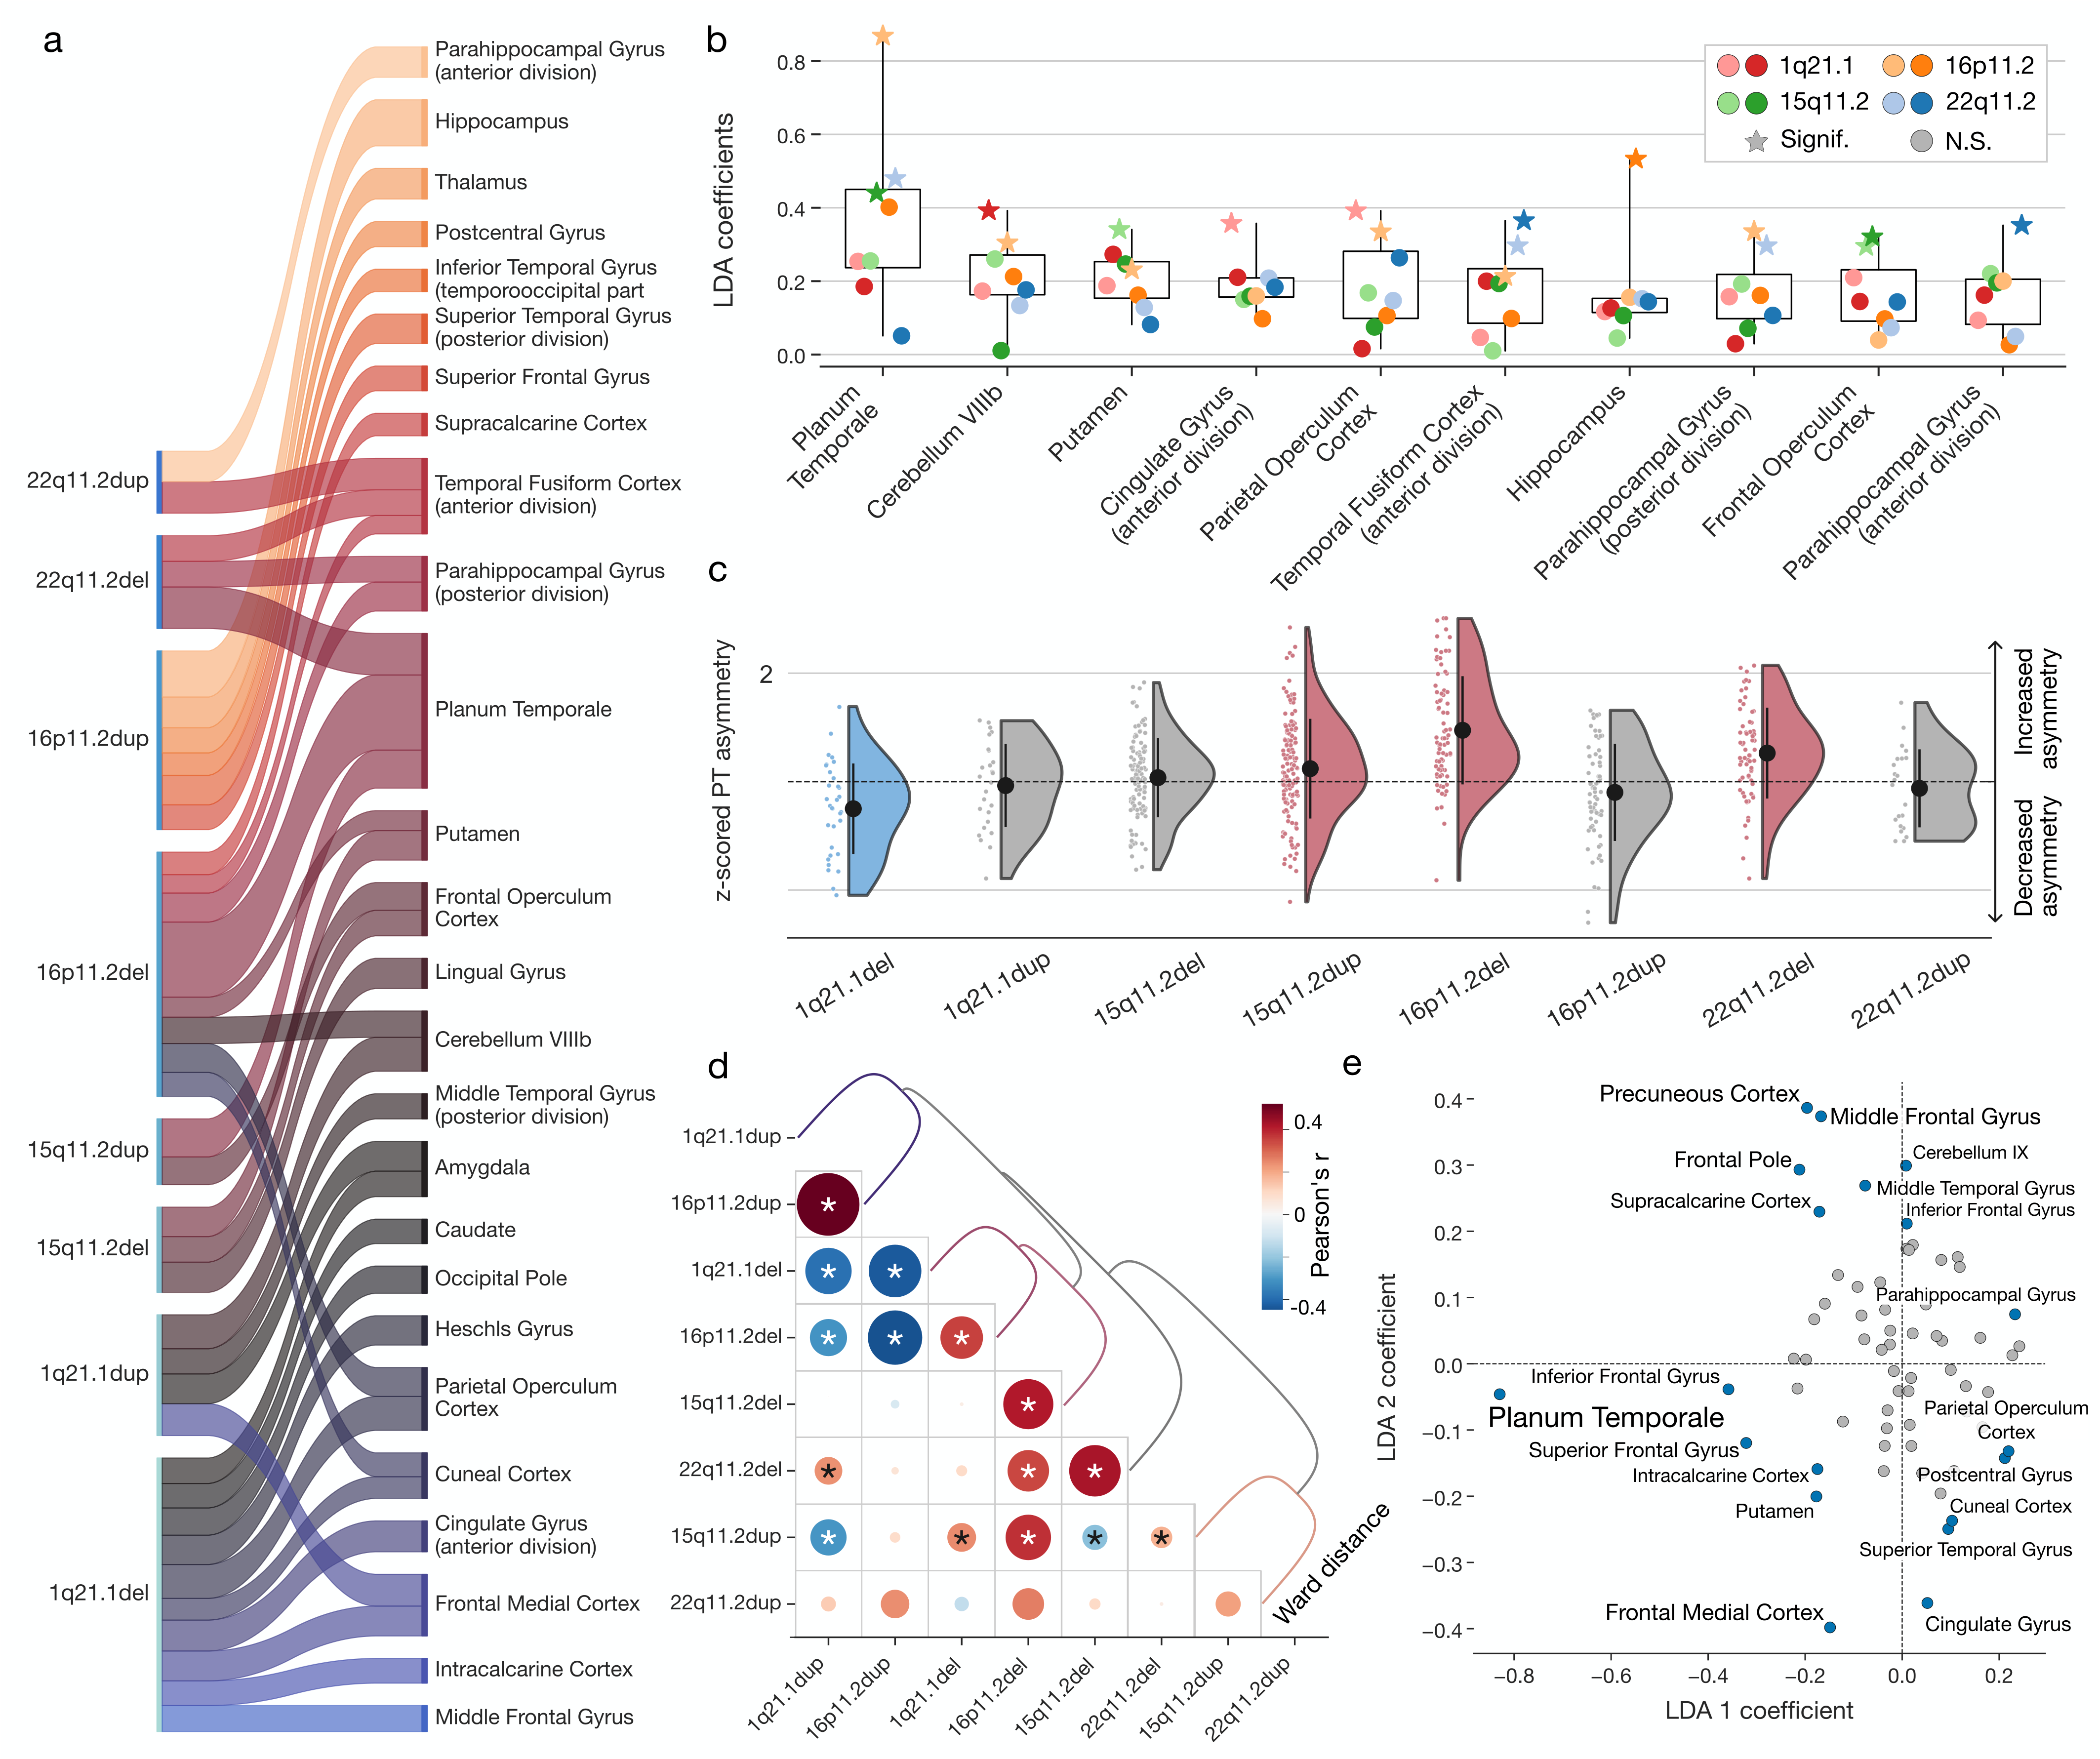 a
Parahippocampal Gyrus
(anterior division)
Hippocampus
Thalamus
Postcentral Gyrus
Inferior Temporal Gyrus
(temporooccipital part
Superior Temporal Gyrus
(posterior division)
Superior Frontal Gyrus
Supracalcarine Cortex
Temporal Fusiform Cortex
(anterior division)
Parahippocampal Gyrus
(posterior division)
Planum Temporale
Putamen
Frontal Operculum
Cortex
Lingual Gyrus
Cerebellum VIIIb
Middle Temporal Gyrus
(posterior division)
Amygdala
Caudate
Occipital Pole
Heschls Gyrus
Parietal Operculum
Cortex
Cuneal Cortex
Cingulate Gyrus
(anterior division)
Frontal Medial Cortex
Intracalcarine Cortex
Middle Frontal Gyrus
22q11.2dup
22q11.2del
16p11.2dup
16p11.2del
15q11.2dup
15q11.2del
1q21.1dup
1q21.1del
b
LDA coefficients
0.8
0.6
0.4
0.2
0.0
1q21.1
16p11.2
15q11.2
22q11.2
Signif.
N.S.
Planum
Temporale
Cerebellum VIIIb
Putamen
Cingulate Gyrus
(anterior division)
Parietal Operculum
Cortex
Temporal Fusiform Cortex
(anterior division)
Hippocampus
Parahippocampal Gyrus
(posterior division)
Frontal Operculum
Cortex
Parahippocampal Gyrus
(anterior division)
c
z-scored PT asymmetry
2
Increased
asymmetry
Decreased
asymmetry
1q21.1del
1q21.1dup
15q11.2del
15q11.2dup
16p11.2del
16p11.2dup
22q11.2del
22q11.2dup
d
1q21.1dup
16p11.2dup
1q21.1del
16p11.2del
15q11.2del
22q11.2del
15q11.2dup
22q11.2dup
* 
* *
* * *
*
* * *
* * * * *
0.4
0
-0.4
Pearson's r
Ward distance
1q21.1dup
16p11.2dup
1q21.1del
16p11.2del
15q11.2del
22q11.2del
15q11.2dup
22q11.2dup
e
LDA 2 coefficient
0.4
0.3
0.2
0.1
0.0
−0.1
−0.2
−0.3
−0.4
Precuneous Cortex
Middle Frontal Gyrus
Frontal Pole
Cerebellum IX
Middle Temporal Gyrus
Supracalcarine Cortex
Inferior Frontal Gyrus
Parahippocampal Gyrus
Inferior Frontal Gyrus
Planum Temporale
Parietal Operculum
Cortex
Superior Frontal Gyrus
Intracalcarine Cortex
Postcentral Gyrus
Putamen
Cuneal Cortex
Superior Temporal Gyrus
Frontal Medial Cortex
Cingulate Gyrus
−0.8
−0.6
−0.4
−0.2
0.0
0.2
LDA 1 coefficient